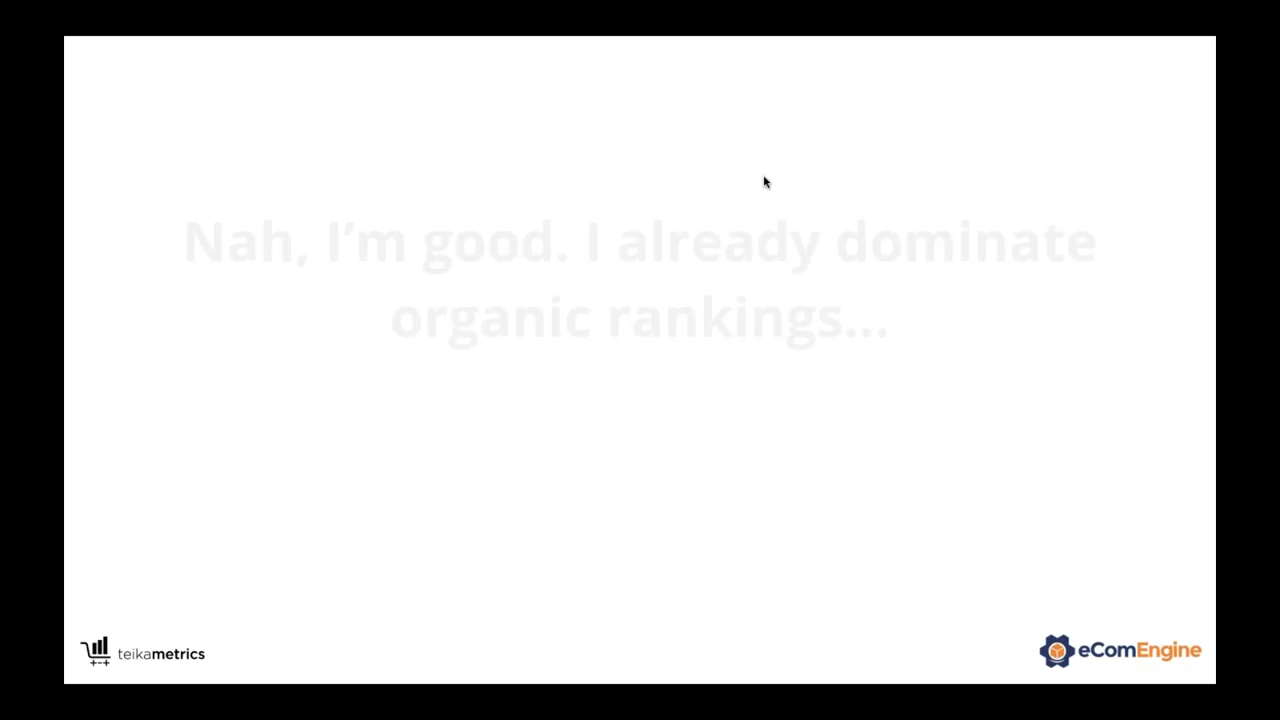 Nah, I’m good. I already dominate
organic rankings...
teikametrics
eComEngine